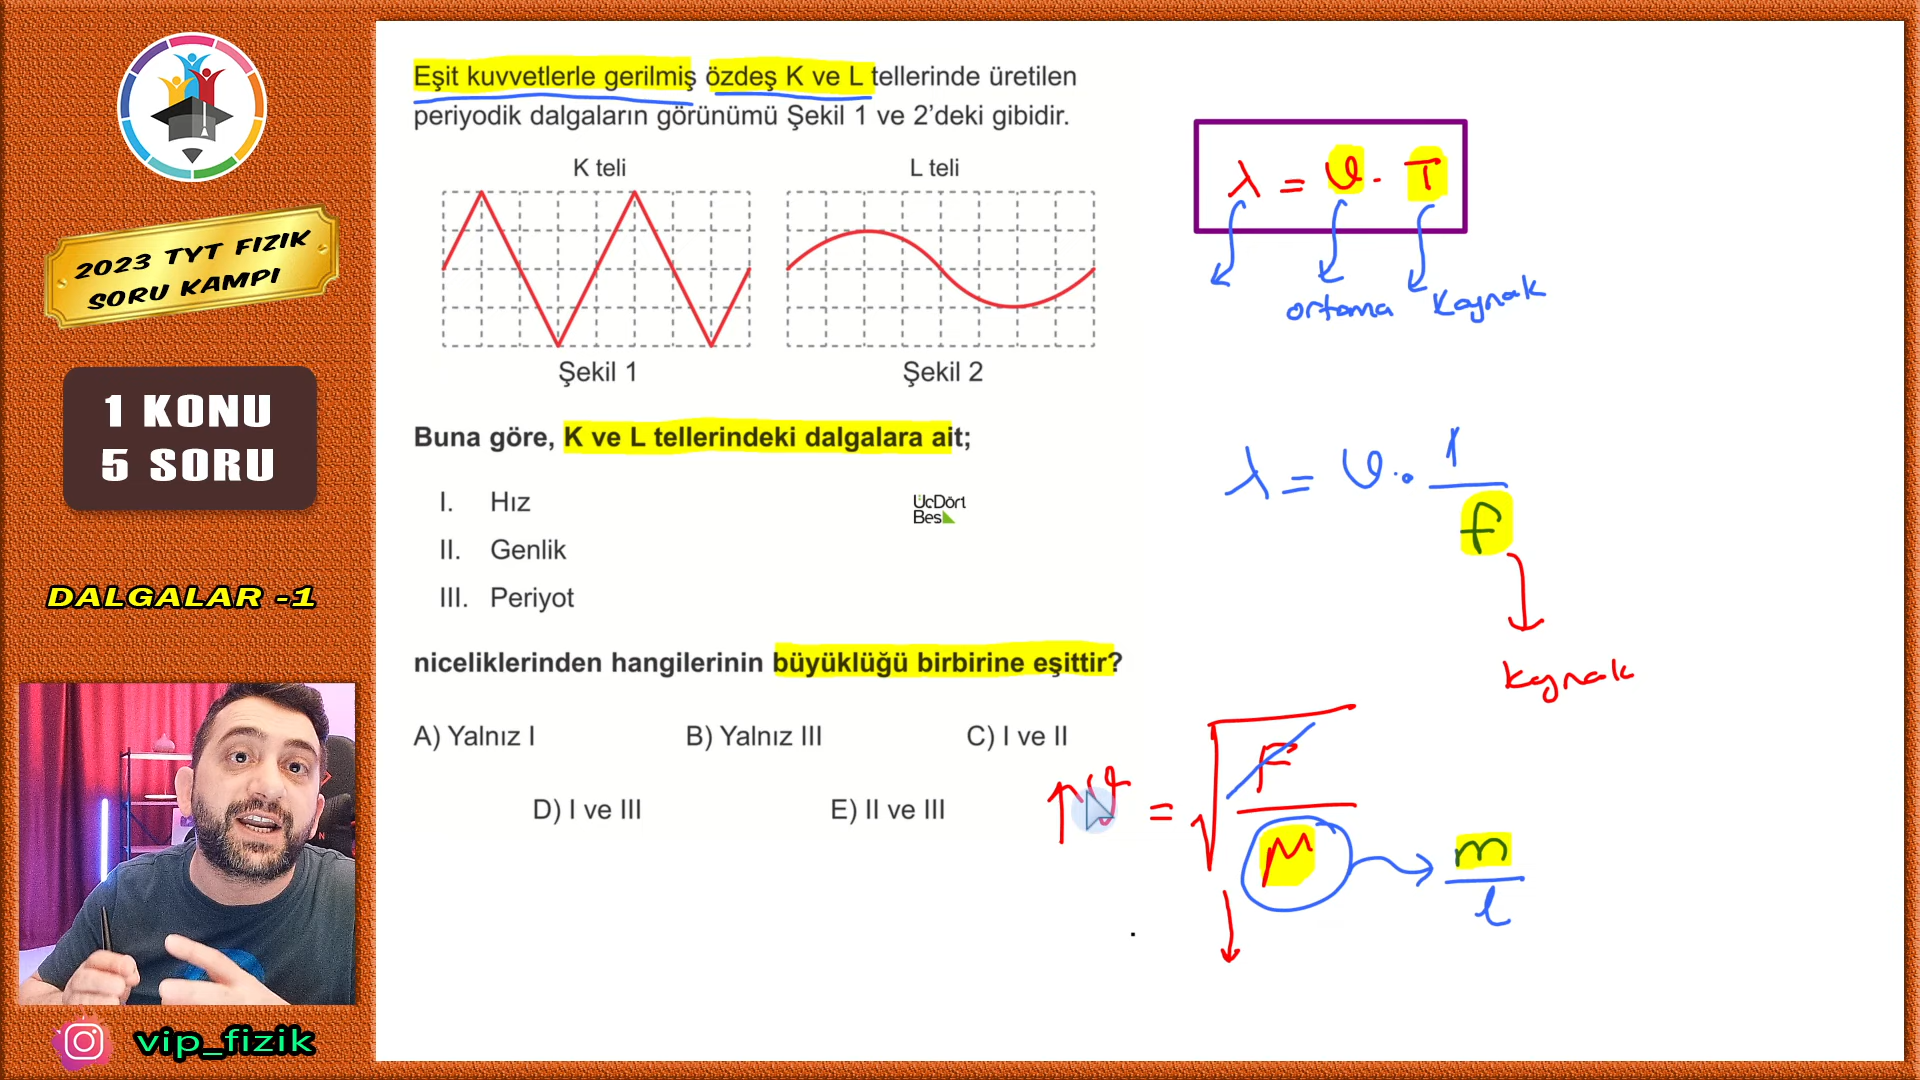 2023 TYT FIZIK
SORU KAMPI
1 KONU
5 SORU
DALGALAR -1
vip_fizik
Eşit kuvvetlerle gerilmiş özdeş K ve L tellerinde üretilen
periyodik dalgaların görünümü Şekil 1 ve 2'deki gibidir.
K teli
L teli
Şekil 1
Şekil 2
Buna göre, K ve L tellerindeki dalgalara ait;
I. Hız
II. Genlik
III. Periyot
ÜçDört
Beş
niceliklerinden hangilerinin büyüklüğü birbirine eşittir?
A) Yalnız I
B) Yalnız III
C) I ve II
D) I ve III
E) II ve III
λ = v . T
ortama
Kaynak
λ = v . 1/f
Kaynak
v = √F/μ
m/l